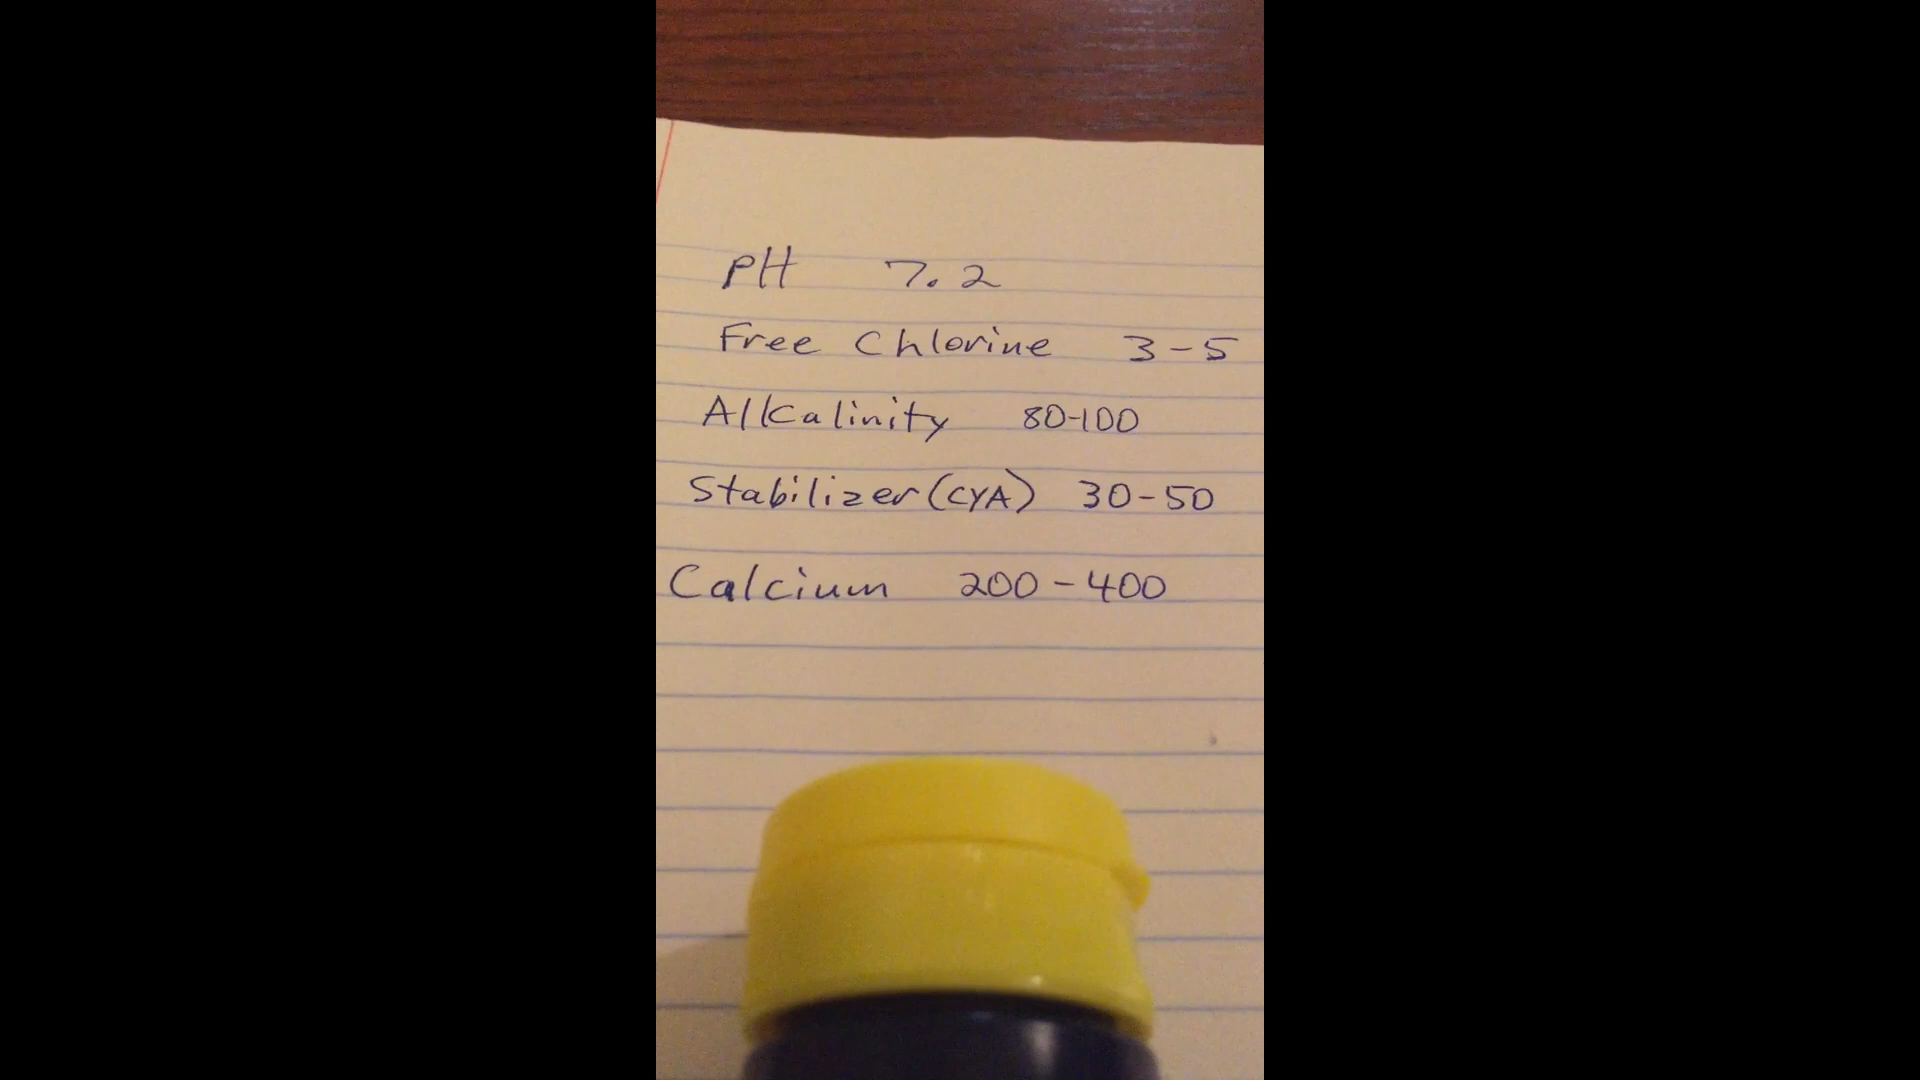 pH 7.2
Free Chlorine 3-5
Alkalinity 80-100
Stabilizer (CYA) 30-50
Calcium 200-400